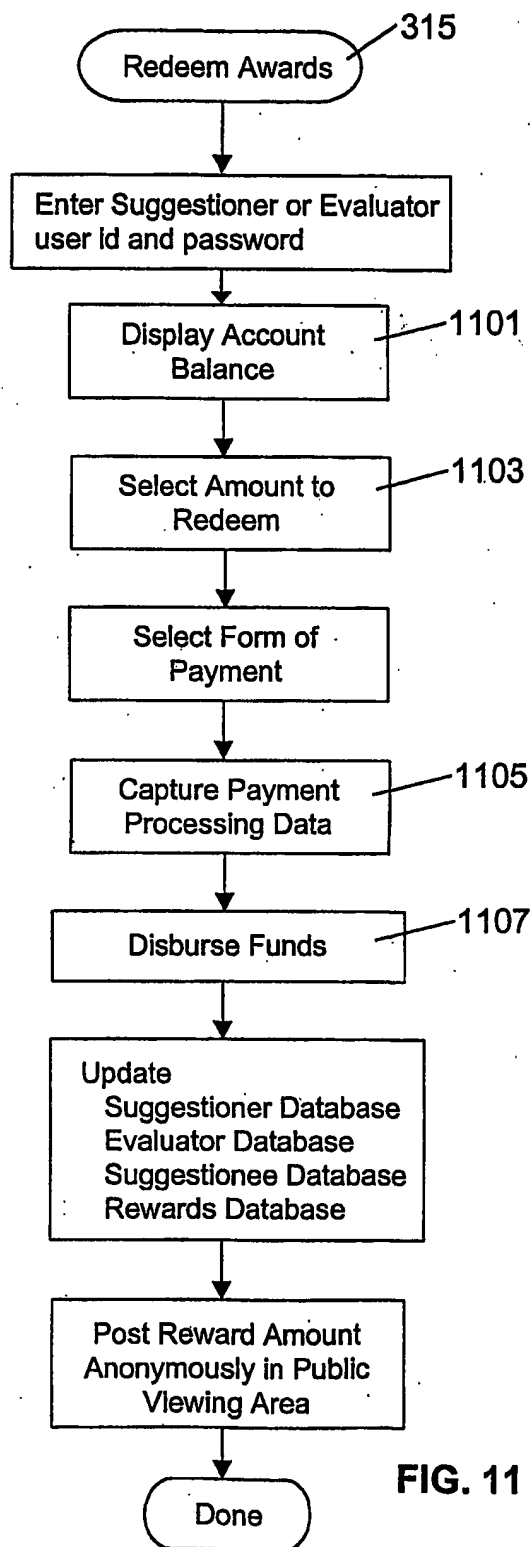 315
Redeem Awards
Enter Suggestioner or Evaluator
user id and password
1101
Display Account
Balance
1103
Select Amount to
Redeem
Select Form of
Payment
1105
Capture Payment
Processing Data
1107
Disburse Funds
Update
Suggestioner Database
Evaluator Database
Suggestionee Database
Rewards Database
Post Reward Amount
Anonymously in Public
Viewing Area
FIG. 11
Done